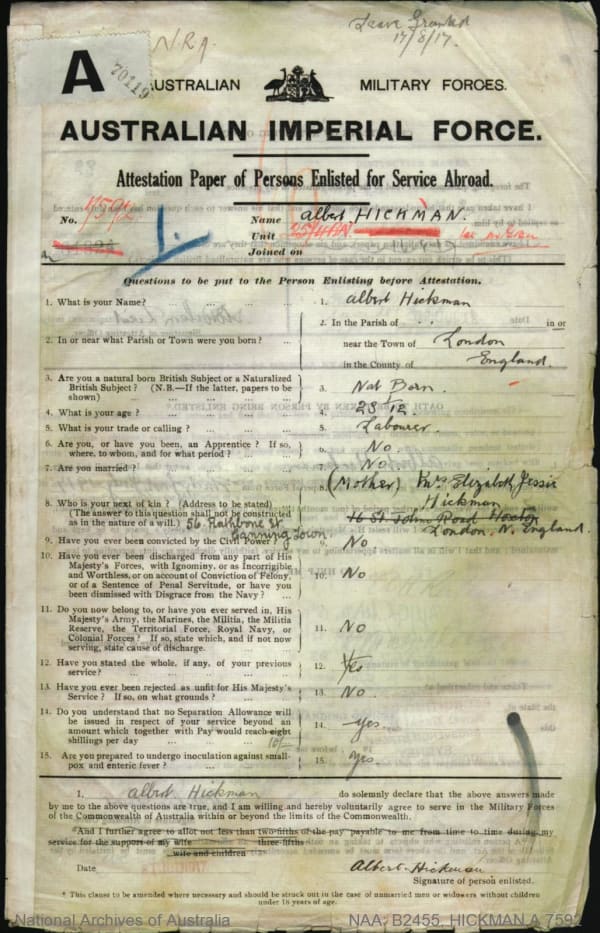 Leave Granted
17/8/17.
N.R.A.
A
70119
AUSTRALIAN MILITARY FORCES.
AUSTRALIAN IMPERIAL FORCE.
Attestation Paper of Persons Enlisted for Service Abroad.
No. 7592 Name Albert HICKMAN.
Unit
Joined on
Questions to be put to the Person Enlisting before Attestation.
1. What is your Name? ... 1. Albert Hickman
2. In or near what Parish or Town were you born? ... 2. In the Parish of in or
near the Town of London
in the County of England.
3. Are you a natural born British Subject or a Naturalized
British Subject? (N.B.—If the latter, papers to be
shown) 3. Nat Born.
4. What is your age? 4. 23 /12
5. What is your trade or calling? 5. Labourer.
6. Are you, or have you been, an Apprentice? If so,
where, to whom, and for what period? 6. No.
7. Are you married? 7. No.
8. Who is your next of kin? (Address to be stated) 8. (Mother) Mrs Elizabeth Jessie
Hickman
(The answer to this question shall not be constructed
as in the nature of a will.) 56 Rathbone St 16 St Johns Road Hoxton
Canning Town London. N. England.
9. Have you ever been convicted by the Civil Power? 9. No
10. Have you ever been discharged from any part of His
Majesty's Forces, with Ignominy, or as Incorrigible
and Worthless, or on account of Conviction of Felony,
or of a Sentence of Penal Servitude, or have you
been dismissed with Disgrace from the Navy? 10. No
11. Do you now belong to, or have you ever served in, His
Majesty's Army, the Marines, the Militia, the Militia
Reserve, the Territorial Force, Royal Navy, or
Colonial Forces? If so, state which, and if not now
serving, state cause of discharge. 11. No
12. Have you stated the whole, if any, of your previous
service? 12. Yes
13. Have you ever been rejected as unfit for His Majesty's
Service? If so, on what grounds? 13. No.
14. Do you understand that no Separation Allowance will
be issued in respect of your service beyond an
amount which together with Pay would reach eight
shillings per day 10/- 14. yes.
15. Are you prepared to undergo inoculation against small-
pox and enteric fever? 15. yes.
I, Albert Hickman do solemnly declare that the above answers made
by me to the above questions are true, and I am willing and hereby voluntarily agree to serve in the Military Forces
of the Commonwealth of Australia within or beyond the limits of the Commonwealth.
*And I further agree to allot not less than two-fifths of the pay payable to me from time to time during my
service for the support of my wife three-fifths
wife and children
Date Albert Hickman
Signature of person enlisted.
* This clause to be amended where necessary and should be struck out in the case of unmarried men or widowers without children
under 18 years of age.
National Archives of Australia NAA: B2455, HICKMAN A 7592